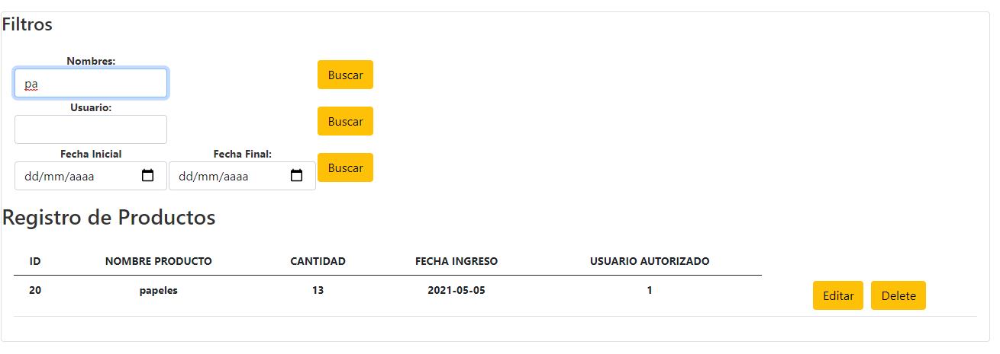 Filtros
Nombres:
pa
Buscar
Usuario:
Buscar
Fecha Inicial Fecha Final:
dd/mm/aaaa dd/mm/aaaa Buscar
Registro de Productos
ID NOMBRE PRODUCTO CANTIDAD FECHA INGRESO USUARIO AUTORIZADO
20 papeles 13 2021-05-05 1 Editar Delete